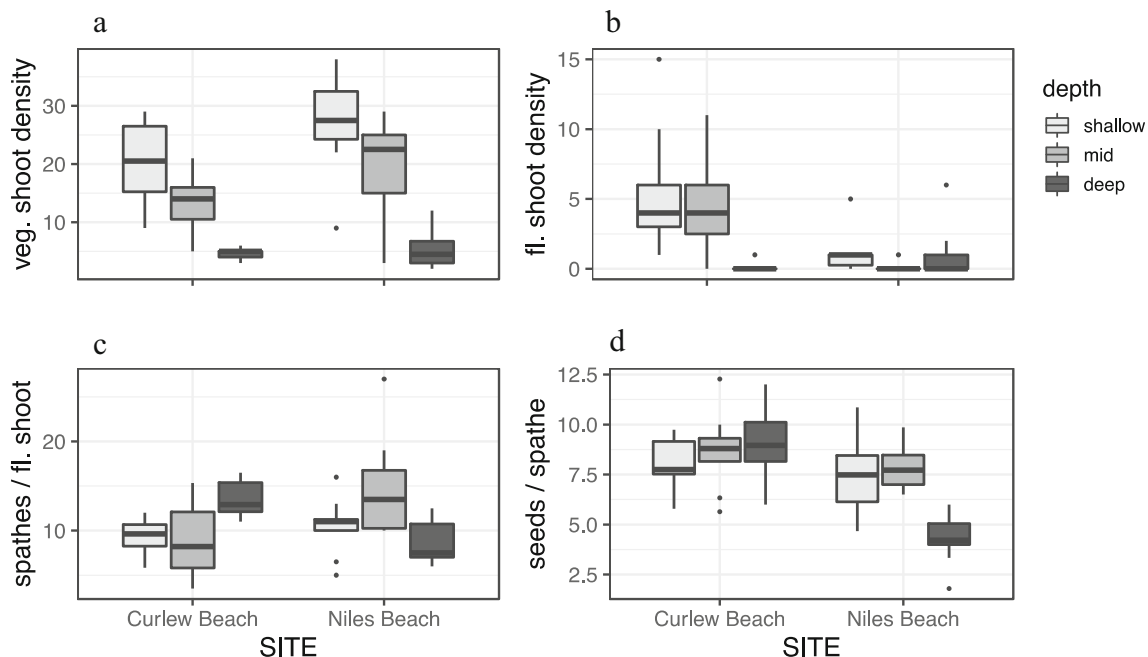 a
veg. shoot density
30
20
10
b
fl. shoot density
15
10
5
0
depth
shallow
mid
deep
c
spathes / fl. shoot
20
10
Curlew Beach Niles Beach
SITE
d
seeds / spathe
12.5
10.0
7.5
5.0
2.5
Curlew Beach Niles Beach
SITE